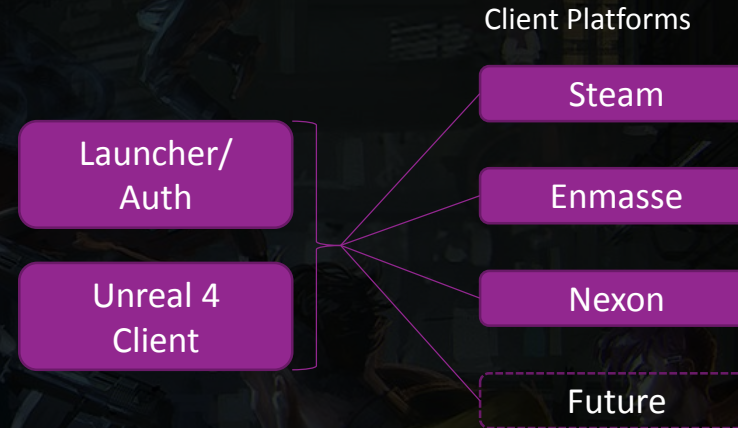 Client Platforms
Steam
Launcher/
Auth
Enmasse
Unreal 4
Client
Nexon
Future